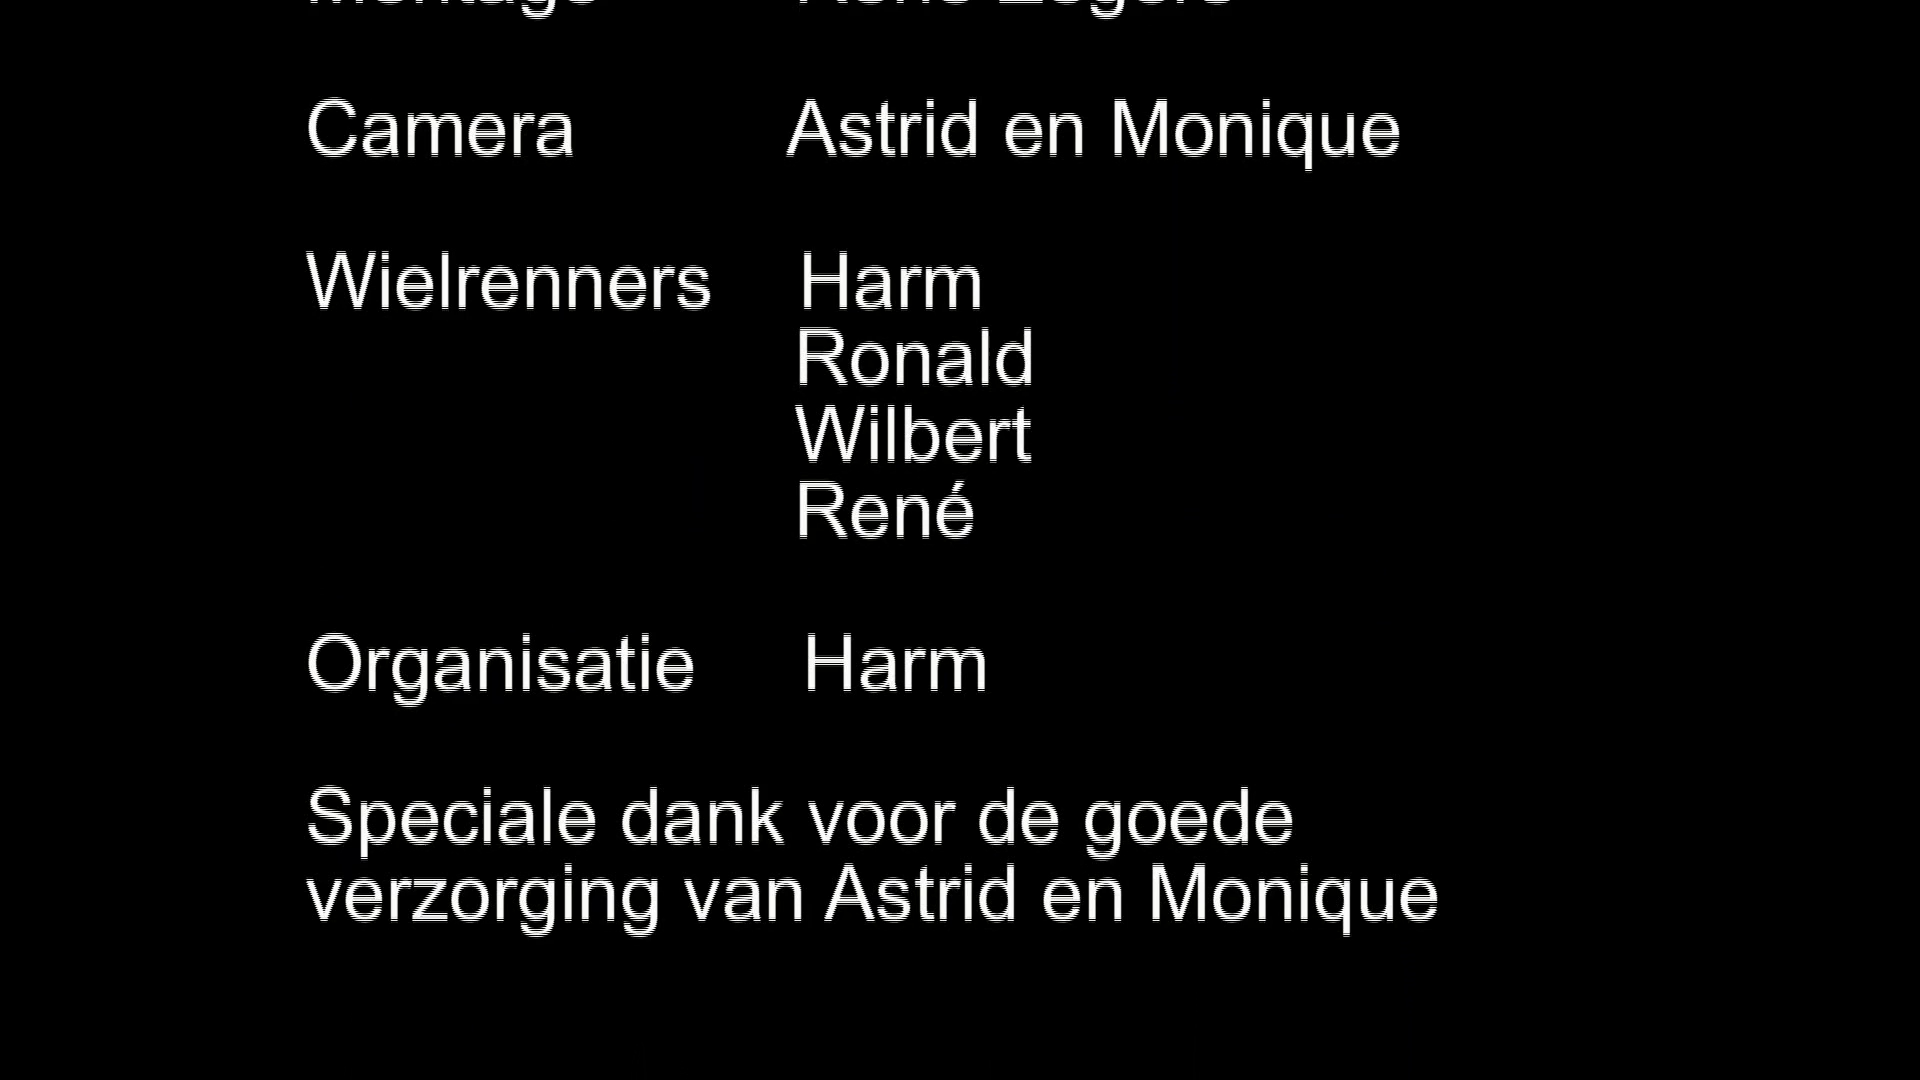 Camera Astrid en Monique
Wielrenners Harm
Ronald
Wilbert
René
Organisatie Harm
Speciale dank voor de goede
verzorging van Astrid en Monique